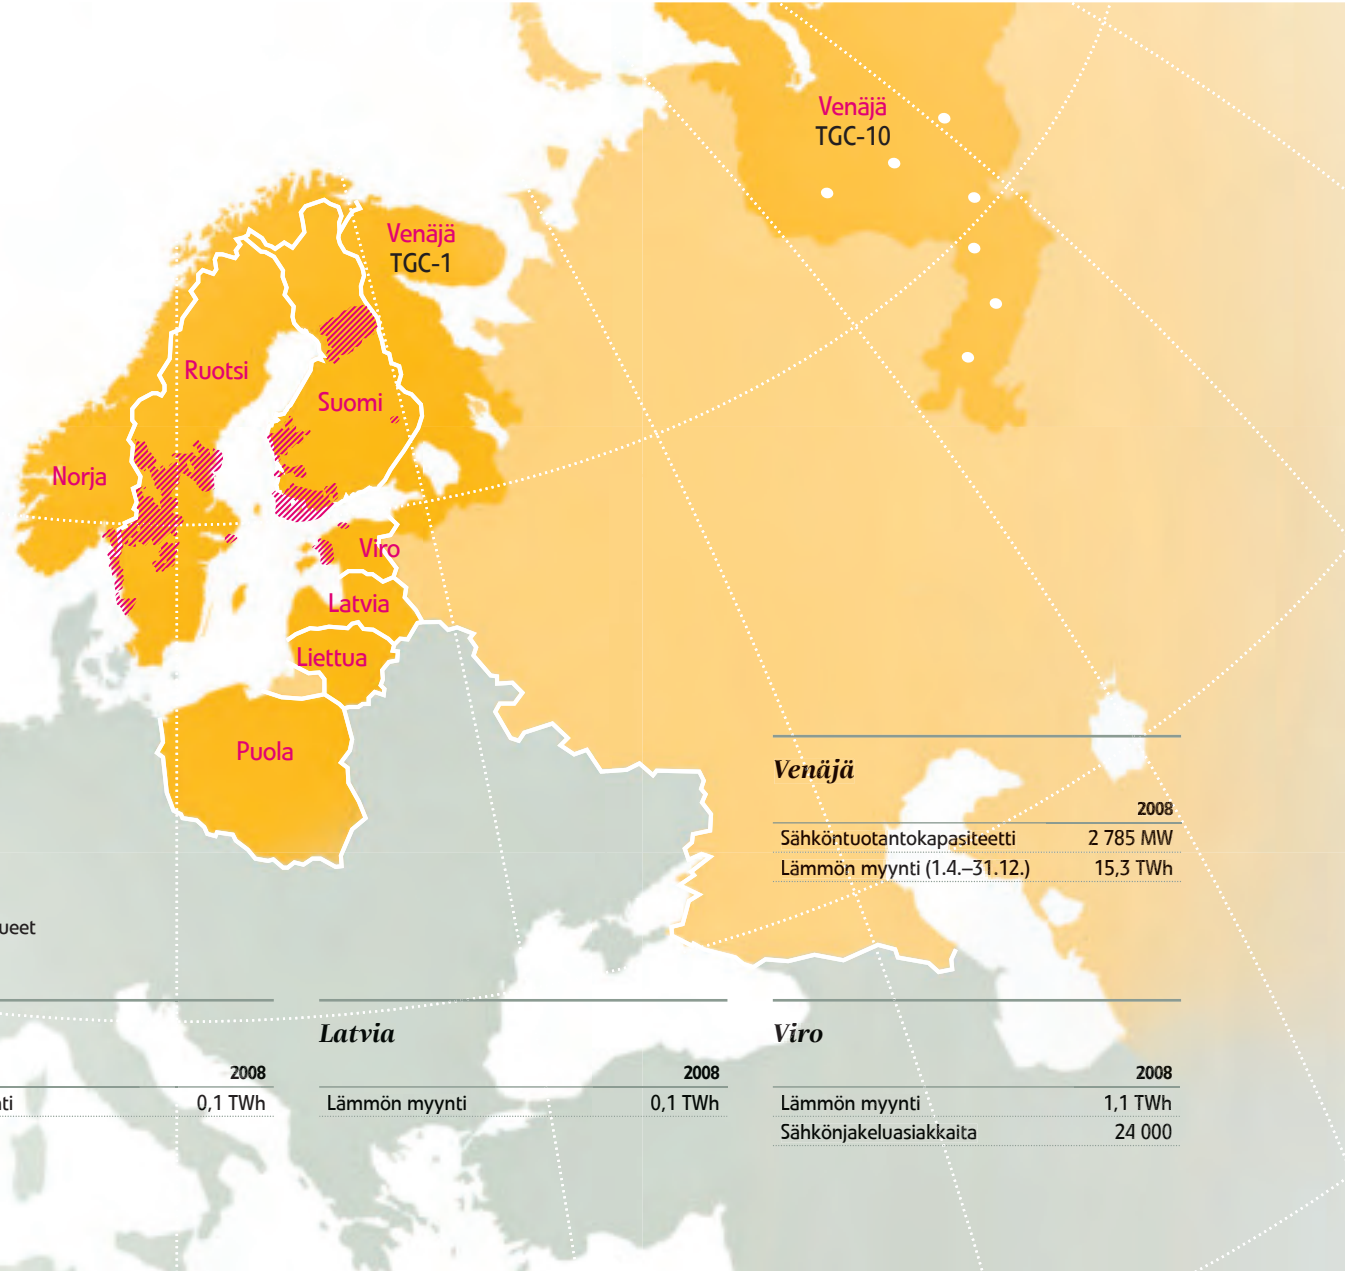 Venäjä
TGC-10
Venäjä
TGC-1
Ruotsi
Suomi
Norja
Viro
Latvia
Liettua
Puola
Venäjä
2008
Sähköntuotantokapasiteetti 2 785 MW
Lämmön myynti (1.4.–31.12.) 15,3 TWh
ueet
2008
ti 0,1 TWh
Latvia
2008
Lämmön myynti 0,1 TWh
Viro
2008
Lämmön myynti 1,1 TWh
Sähkönjakeluasiakkaita 24 000